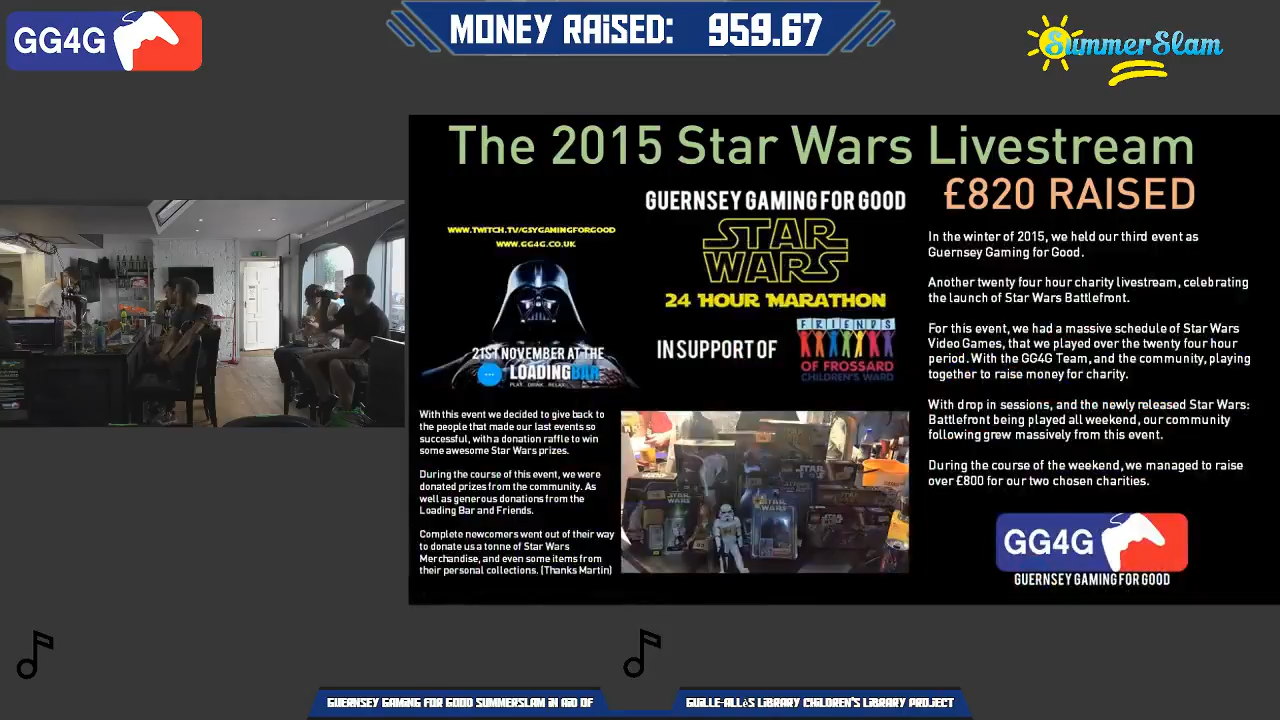 GG4G
MONEY RAISED: 959.67
SummerSlam
The 2015 Star Wars Livestream
£820 RAISED
GUERNSEY GAMING FOR GOOD
WWW.TWITCH.TV/GSYGAMINGFORGOOD
WWW.GG4G.CO.UK
STAR
WARS
24 HOUR MARATHON
IN SUPPORT OF
FRIENDS
OF FROSSARD
CHILDREN'S WARD
21ST NOVEMBER AT THE
LOADINGBAR
PLAY. DRINK. RELAX.
With this event we decided to give back to
the people that made our last events so
successful, with a donation raffle to win
some awesome Star Wars prizes.
During the course of this event, we were
donated prizes from the community. As
well as generous donations from the
Loading Bar and Friends.
Complete newcomers went out of their way
to donate us a tonne of Star Wars
Merchandise, and even some items from
their personal collections. (Thanks Martin)
In the winter of 2015, we held our third event as
Guernsey Gaming for Good.
Another twenty four hour charity livestream, celebrating
the launch of Star Wars Battlefront.
For this event, we had a massive schedule of Star Wars
Video Games, that we played over the twenty four hour
period. With the GG4G Team, and the community, playing
together to raise money for charity.
With drop in sessions, and the newly released Star Wars:
Battlefront being played all weekend, our community
following grew massively from this event.
During the course of the weekend, we managed to raise
over £800 for our two chosen charities.
GG4G
GUERNSEY GAMING FOR GOOD
GUERNSEY GAMING FOR GOOD SUMMERSLAM IN AID OF
GUILLE-ALLèS LIBRARY CHILDREN'S LIBRARY PROJECT